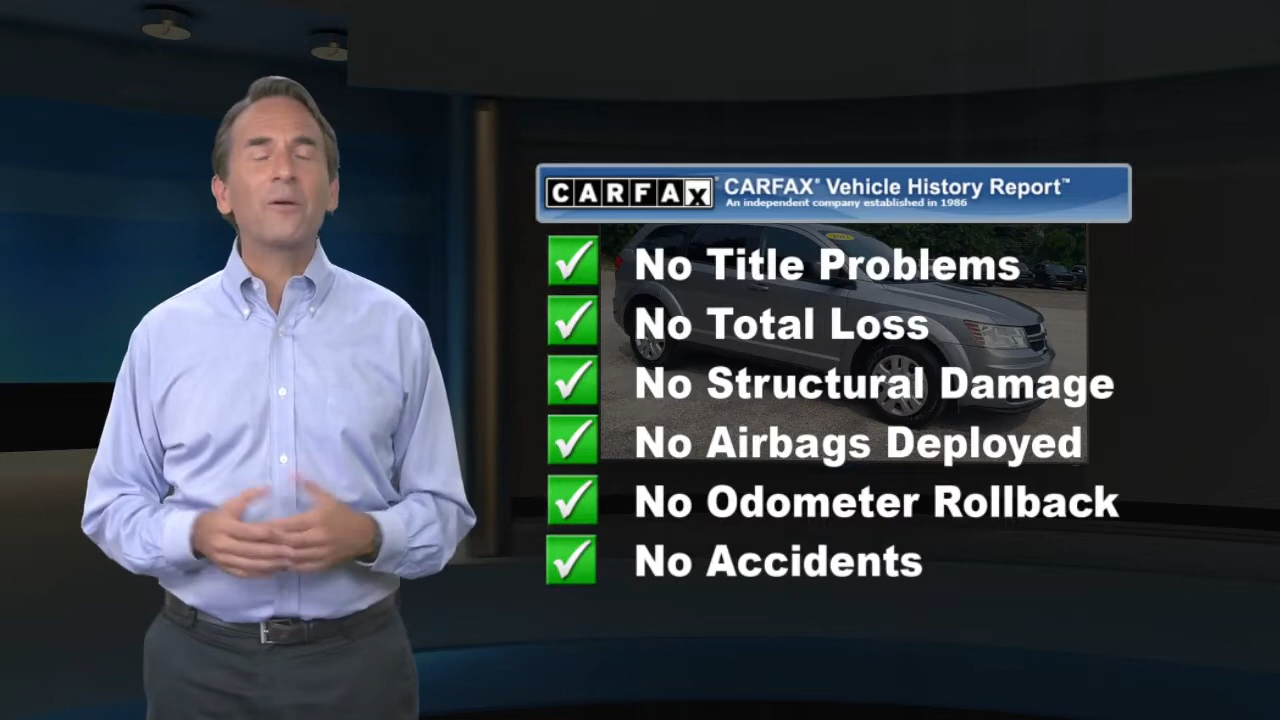 CARFAX® CARFAX® Vehicle History Report™
An independent company established in 1986
No Title Problems
No Total Loss
No Structural Damage
No Airbags Deployed
No Odometer Rollback
No Accidents